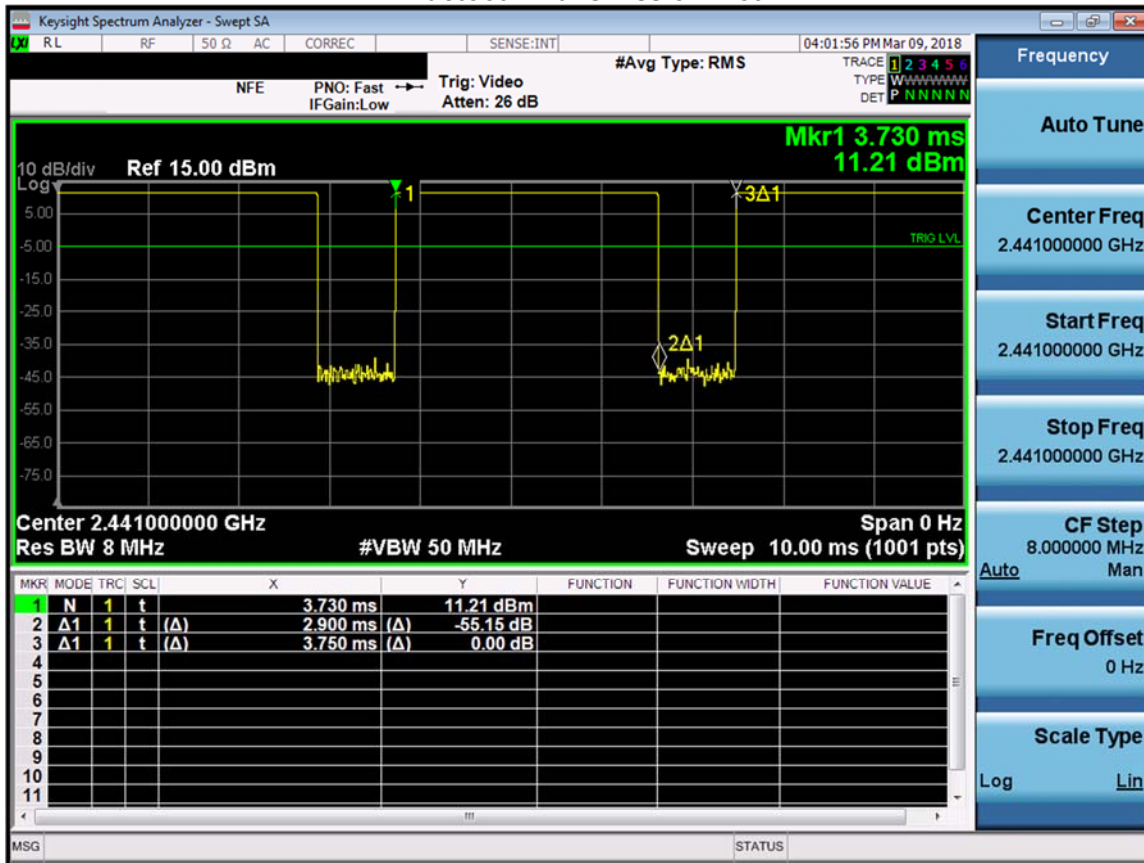 Keysight Spectrum Analyzer - Swept SA
LXI RL RF 50 Ω AC CORREC SENSE:INT 04:01:56 PM Mar 09, 2018
NFE PNO: Fast Trig: Video #Avg Type: RMS TRACE 1 2 3 4 5 6
IFGain:Low Atten: 26 dB TYPE WWWWWW
DET P N N N N N
Mkr1 3.730 ms
11.21 dBm
10 dB/div Ref 15.00 dBm
Log
1
3Δ1
5.00
-5.00
TRIG LVL
-15.0
-25.0
-35.0
2Δ1
-45.0
-55.0
-65.0
-75.0
Center 2.441000000 GHz Span 0 Hz
Res BW 8 MHz #VBW 50 MHz Sweep 10.00 ms (1001 pts)
MKR MODE TRC SCL X Y FUNCTION FUNCTION WIDTH FUNCTION VALUE
1 N 1 t 3.730 ms 11.21 dBm
2 Δ1 1 t (Δ) 2.900 ms (Δ) -55.15 dB
3 Δ1 1 t (Δ) 3.750 ms (Δ) 0.00 dB
4
5
6
7
8
9
10
11
MSG STATUS
Frequency
Auto Tune
Center Freq
2.441000000 GHz
Start Freq
2.441000000 GHz
Stop Freq
2.441000000 GHz
CF Step
8.000000 MHz
Auto Man
Freq Offset
0 Hz
Scale Type
Log Lin